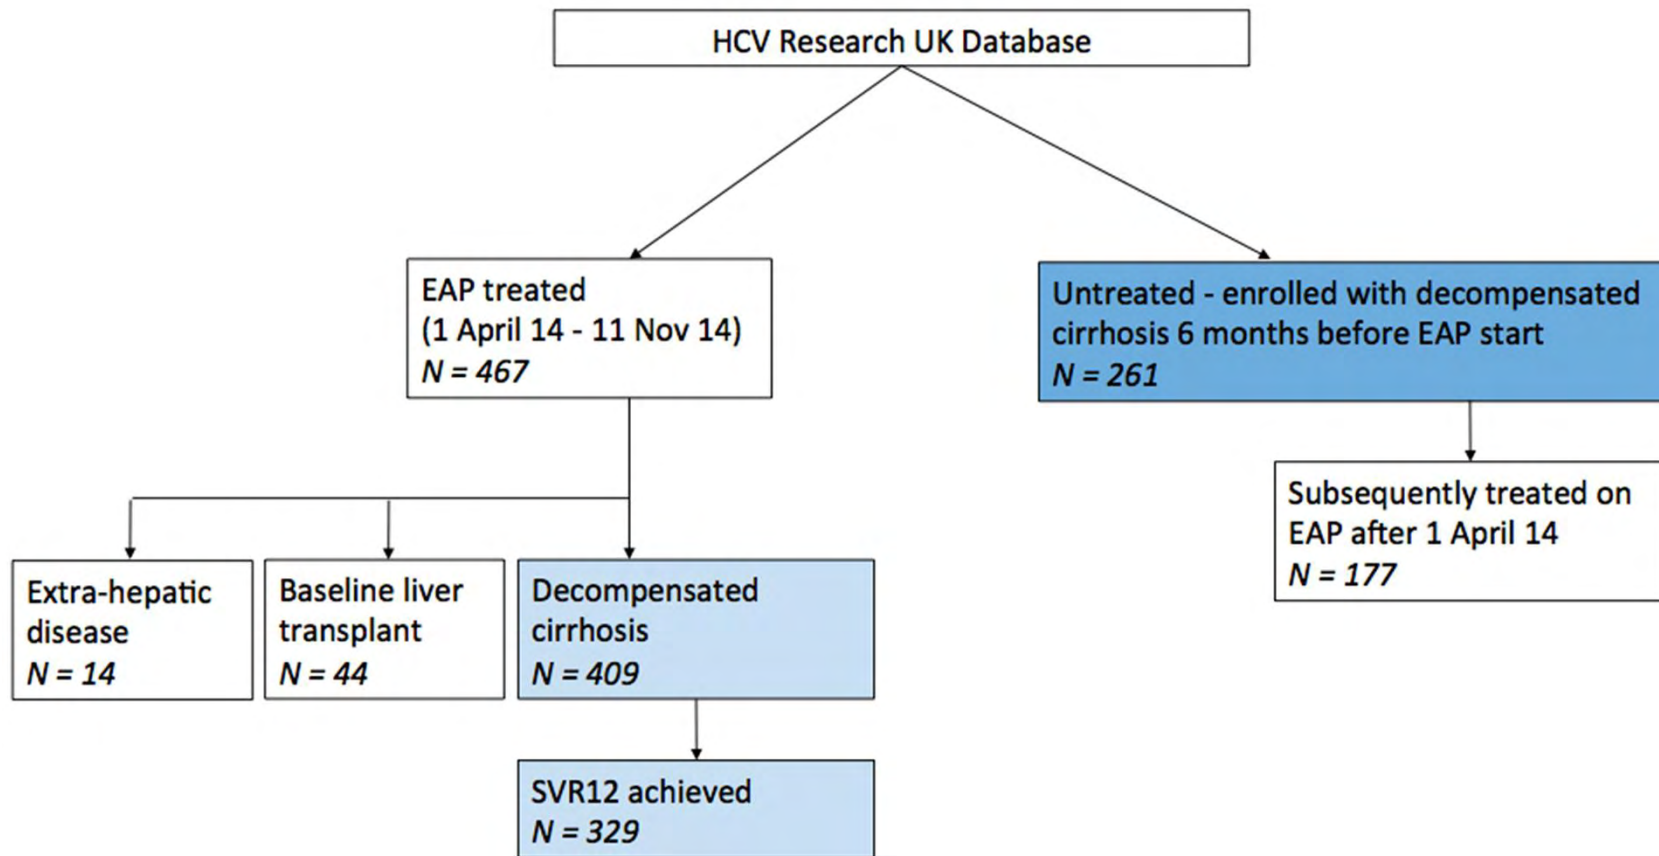 HCV Research UK Database
EAP treated
(1 April 14 - 11 Nov 14)
N = 467
Untreated - enrolled with decompensated
cirrhosis 6 months before EAP start
N = 261
Subsequently treated on
EAP after 1 April 14
N = 177
Extra-hepatic
disease
N = 14
Baseline liver
transplant
N = 44
Decompensated
cirrhosis
N = 409
SVR12 achieved
N = 329